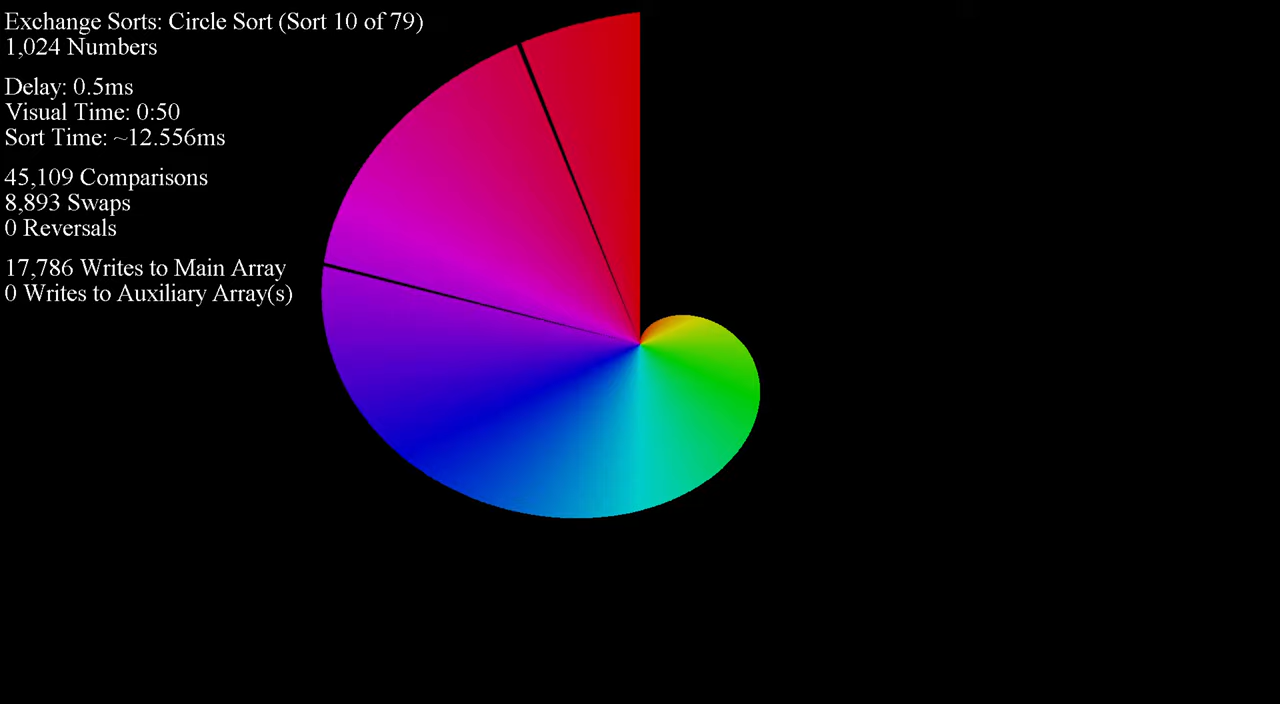 Exchange Sorts: Circle Sort (Sort 10 of 79)
1,024 Numbers
Delay: 0.5ms
Visual Time: 0:50
Sort Time: ~12.556ms
45,109 Comparisons
8,893 Swaps
0 Reversals
17,786 Writes to Main Array
0 Writes to Auxiliary Array(s)